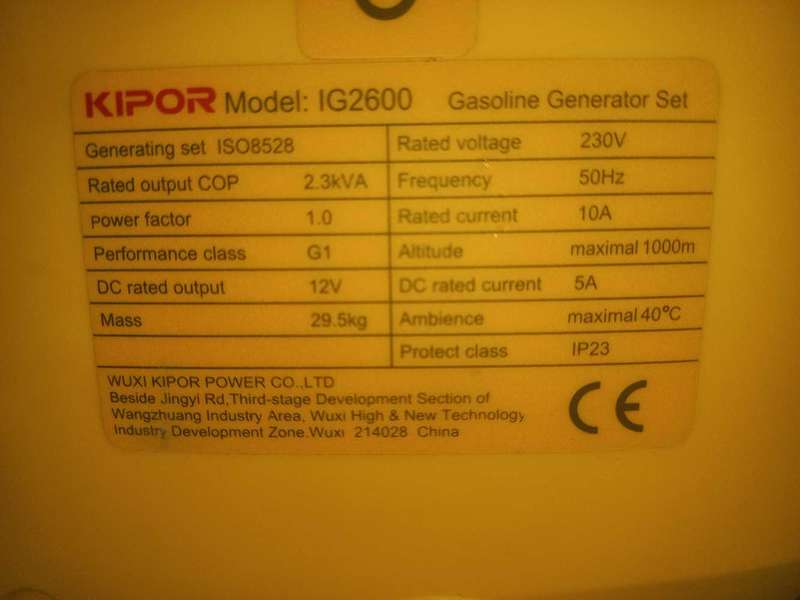 KIPOR Model: IG2600 Gasoline Generator Set
Generating set ISO8528 Rated voltage 230V
Rated output COP 2.3kVA Frequency 50Hz
Power factor 1.0 Rated current 10A
Performance class G1 Altitude maximal 1000m
DC rated output 12V DC rated current 5A
Mass 29.5kg Ambience maximal 40°C
Protect class IP23
WUXI KIPOR POWER CO.,LTD
Beside Jingyi Rd,Third-stage Development Section of
Wangzhuang Industry Area, Wuxi High & New Technology
Industry Development Zone.Wuxi 214028 China
CE